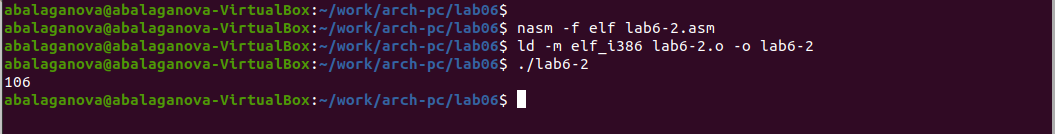 abalaganova@abalaganova-VirtualBox:~/work/arch-pc/lab06$
abalaganova@abalaganova-VirtualBox:~/work/arch-pc/lab06$ nasm -f elf lab6-2.asm
abalaganova@abalaganova-VirtualBox:~/work/arch-pc/lab06$ ld -m elf_i386 lab6-2.o -o lab6-2
abalaganova@abalaganova-VirtualBox:~/work/arch-pc/lab06$ ./lab6-2
106
abalaganova@abalaganova-VirtualBox:~/work/arch-pc/lab06$